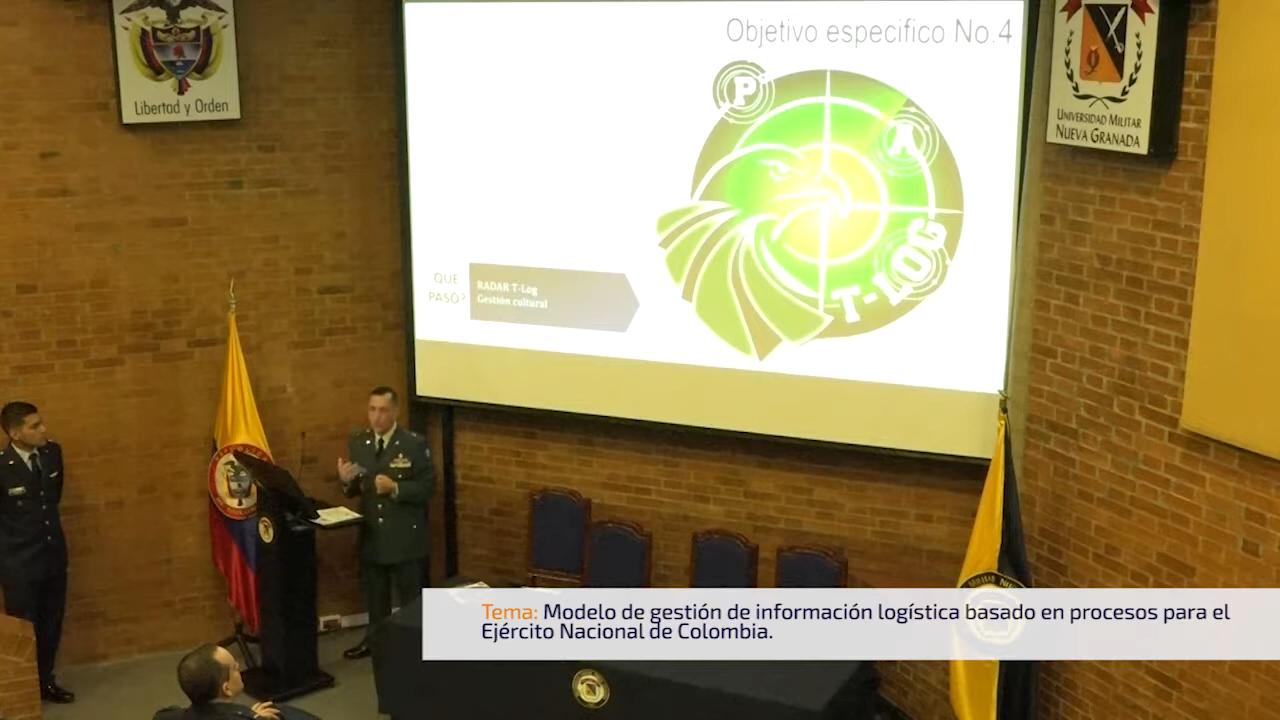 Libertad y Orden
Objetivo especifico No.4
P
A
T-LOG
UNIVERSIDAD MILITAR
NUEVA GRANADA
QUE
PASÓ?
RADAR T-Log
Gestión cultural
Tema: Modelo de gestión de información logística basado en procesos para el
Ejército Nacional de Colombia.